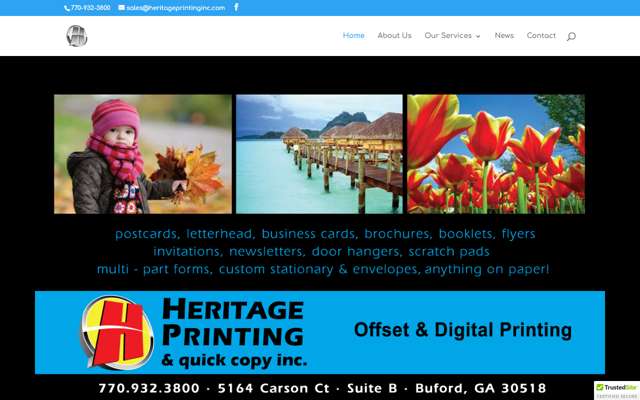 770-932-3800 sales@heritageprintinginc.com
Home About Us Our Services News Contact
postcards, letterhead, business cards, brochures, booklets, flyers
invitations, newsletters, door hangers, scratch pads
multi - part forms, custom stationary & envelopes, anything on paper!
H HERITAGE
PRINTING
& quick copy inc.
Offset & Digital Printing
770.932.3800 · 5164 Carson Ct · Suite B · Buford, GA 30518
TrustedSite
CERTIFIED SECURE